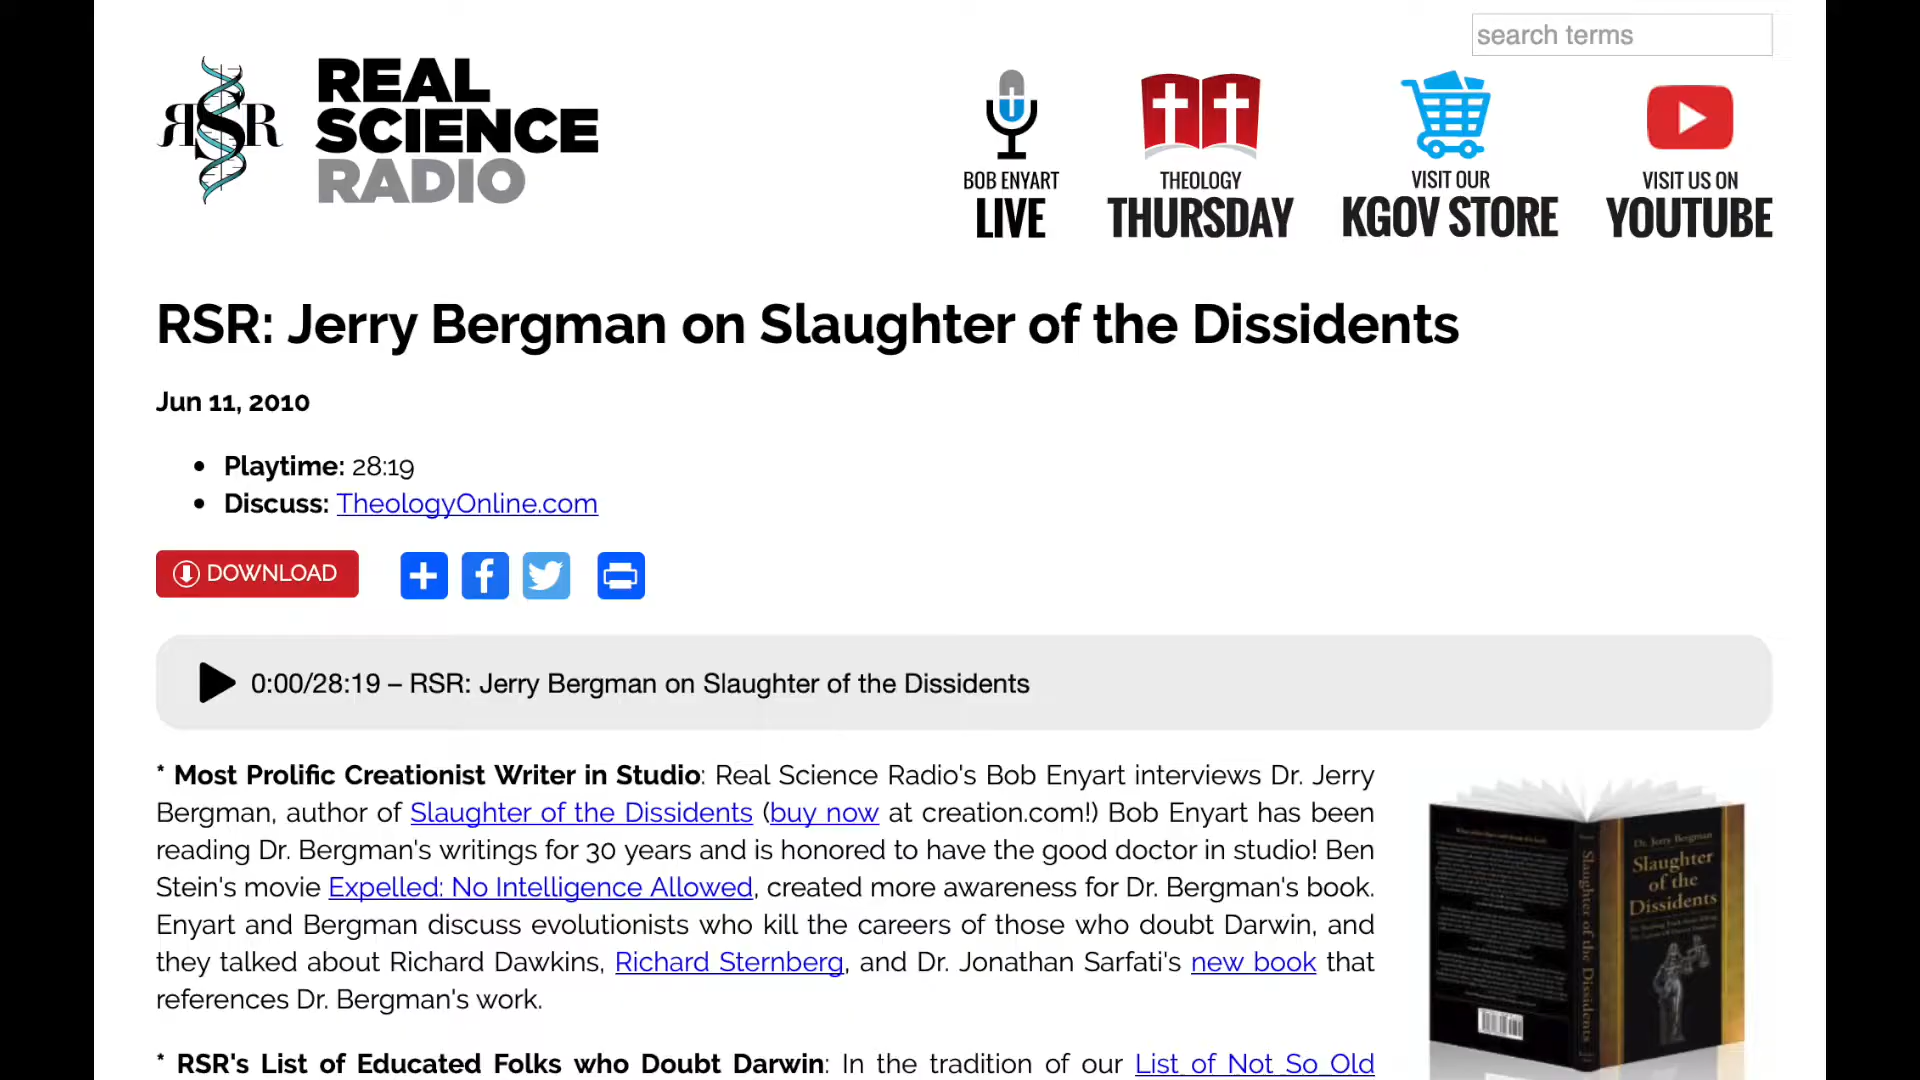 search terms
RSR
REAL
SCIENCE
RADIO
BOB ENYART
LIVE
THEOLOGY
THURSDAY
VISIT OUR
KGOV STORE
VISIT US ON
YOUTUBE
RSR: Jerry Bergman on Slaughter of the Dissidents
Jun 11, 2010
• Playtime: 28:19
• Discuss: TheologyOnline.com
DOWNLOAD
0:00/28:19 – RSR: Jerry Bergman on Slaughter of the Dissidents
* Most Prolific Creationist Writer in Studio: Real Science Radio's Bob Enyart interviews Dr. Jerry
Bergman, author of Slaughter of the Dissidents (buy now at creation.com!) Bob Enyart has been
reading Dr. Bergman's writings for 30 years and is honored to have the good doctor in studio! Ben
Stein's movie Expelled: No Intelligence Allowed, created more awareness for Dr. Bergman's book.
Enyart and Bergman discuss evolutionists who kill the careers of those who doubt Darwin, and
they talked about Richard Dawkins, Richard Sternberg, and Dr. Jonathan Sarfati's new book that
references Dr. Bergman's work.
* RSR's List of Educated Folks who Doubt Darwin: In the tradition of our List of Not So Old
Dr. Jerry Bergman
Slaughter
of the
Dissidents
Slaughter of the Dissidents